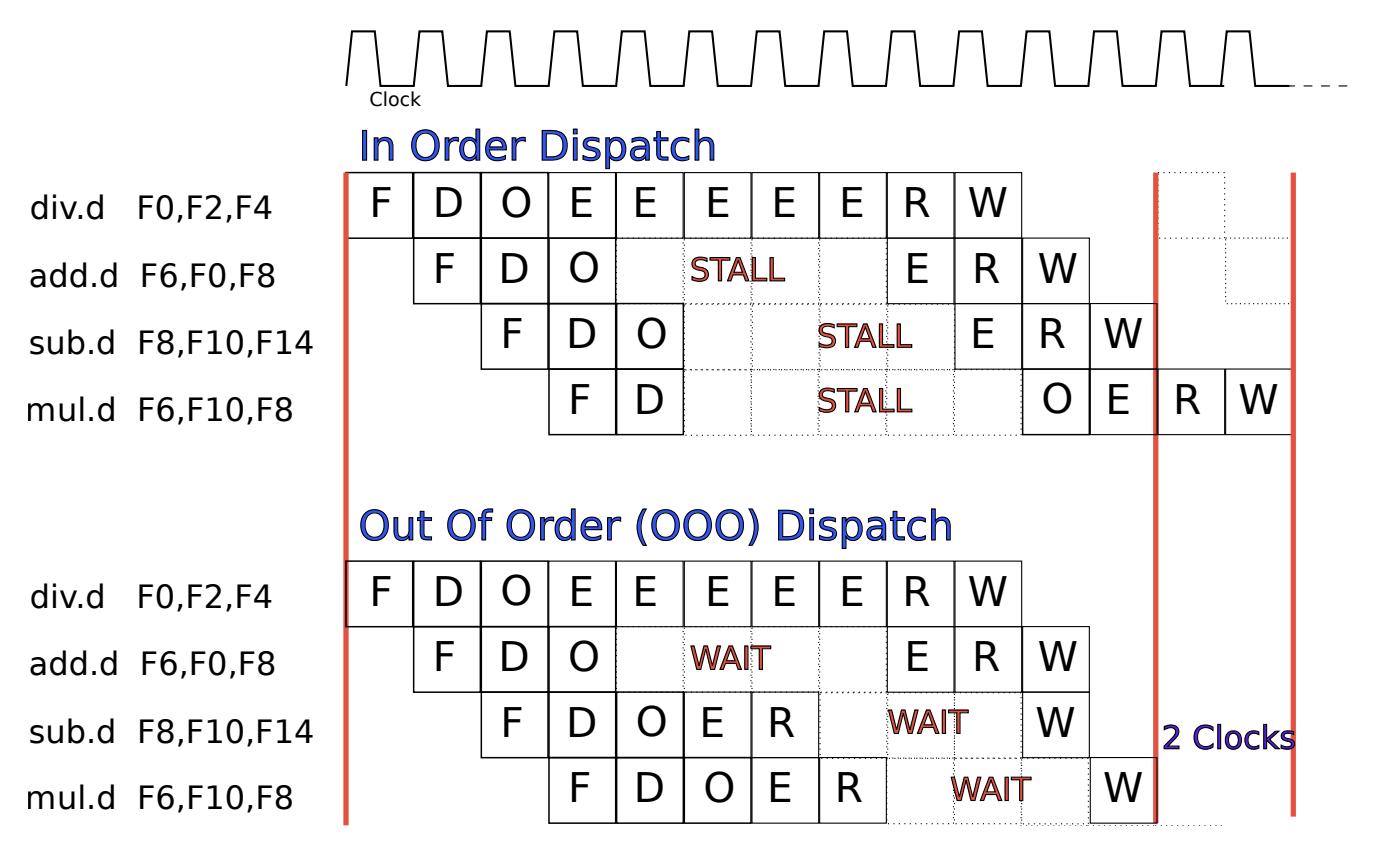 Clock
In Order Dispatch
div.d F0,F2,F4 F D O E E E E E R W
add.d F6,F0,F8 F D O STALL E R W
sub.d F8,F10,F14 F D O STALL E R W
mul.d F6,F10,F8 F D STALL O E R W
Out Of Order (OOO) Dispatch
div.d F0,F2,F4 F D O E E E E E R W
add.d F6,F0,F8 F D O WAIT E R W
sub.d F8,F10,F14 F D O E R WAIT W 2 Clocks
mul.d F6,F10,F8 F D O E R WAIT W